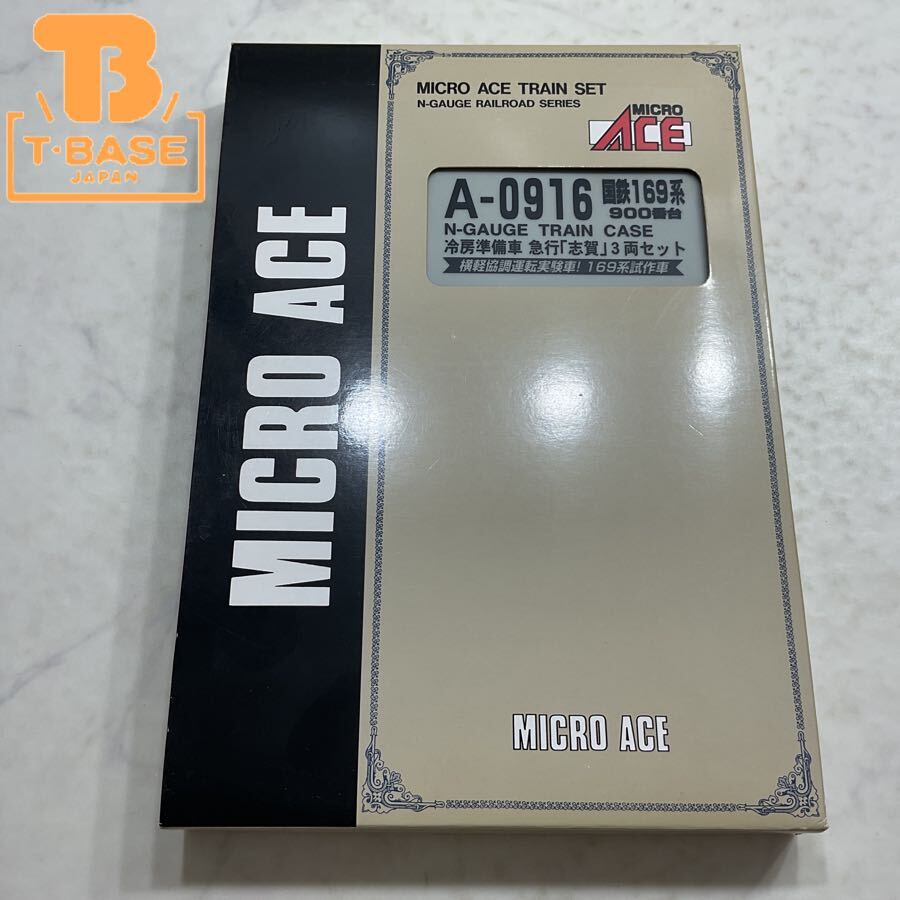 TB
T·BASE
JAPAN
MICRO ACE TRAIN SET
N-GAUGE RAILROAD SERIES
MICRO
ACE
A-0916 国鉄169系
900番台
N-GAUGE TRAIN CASE
冷房準備車 急行「志賀」3両セット
横軽協調運転実験車! 169系試作車
MICRO ACE
MICRO ACE